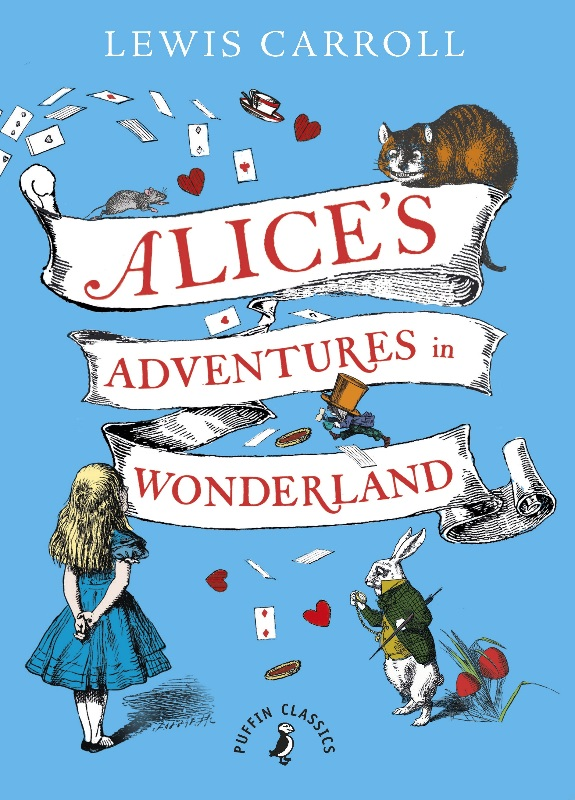 LEWIS CARROLL
ALICE'S
ADVENTURES in
WONDERLAND
PUFFIN CLASSICS